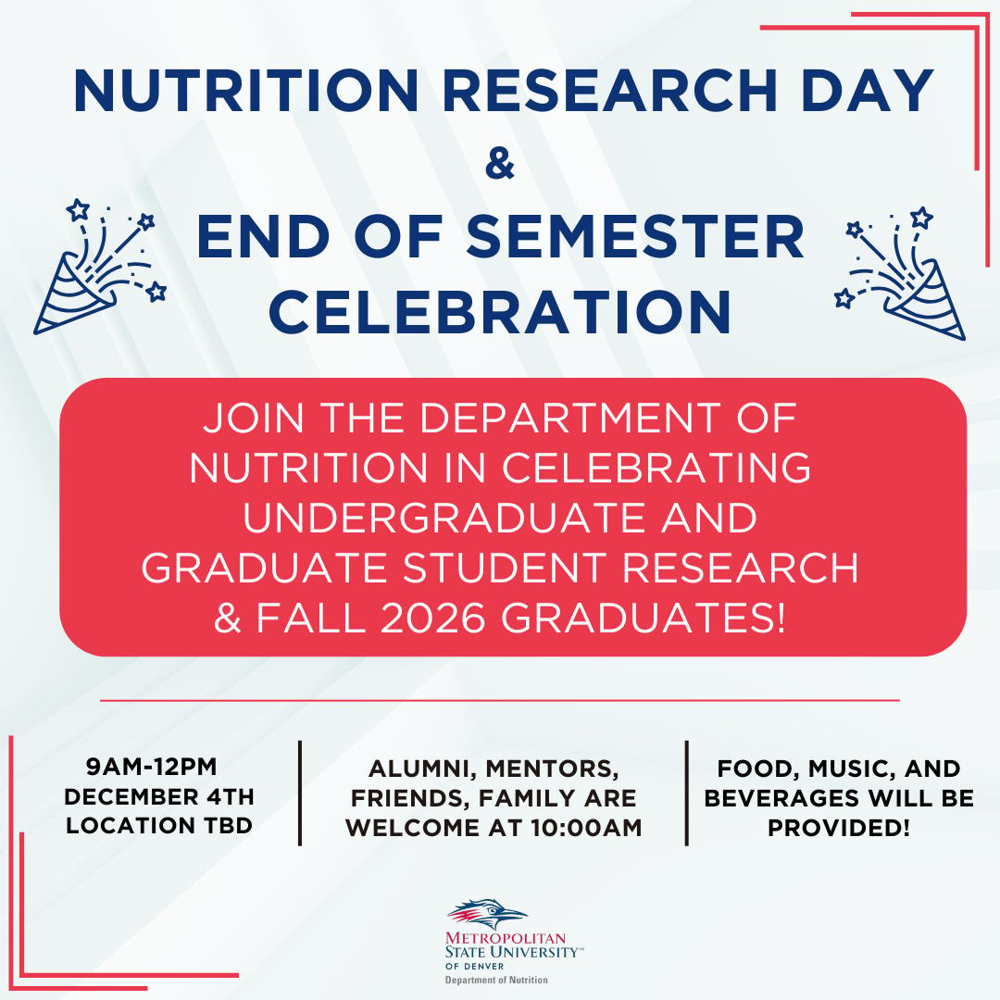 NUTRITION RESEARCH DAY
&
END OF SEMESTER
CELEBRATION
JOIN THE DEPARTMENT OF
NUTRITION IN CELEBRATING
UNDERGRADUATE AND
GRADUATE STUDENT RESEARCH
& FALL 2026 GRADUATES!
9AM-12PM
DECEMBER 4TH
LOCATION TBD
ALUMNI, MENTORS,
FRIENDS, FAMILY ARE
WELCOME AT 10:00AM
FOOD, MUSIC, AND
BEVERAGES WILL BE
PROVIDED!
METROPOLITAN
STATE UNIVERSITY℠
OF DENVER
Department of Nutrition